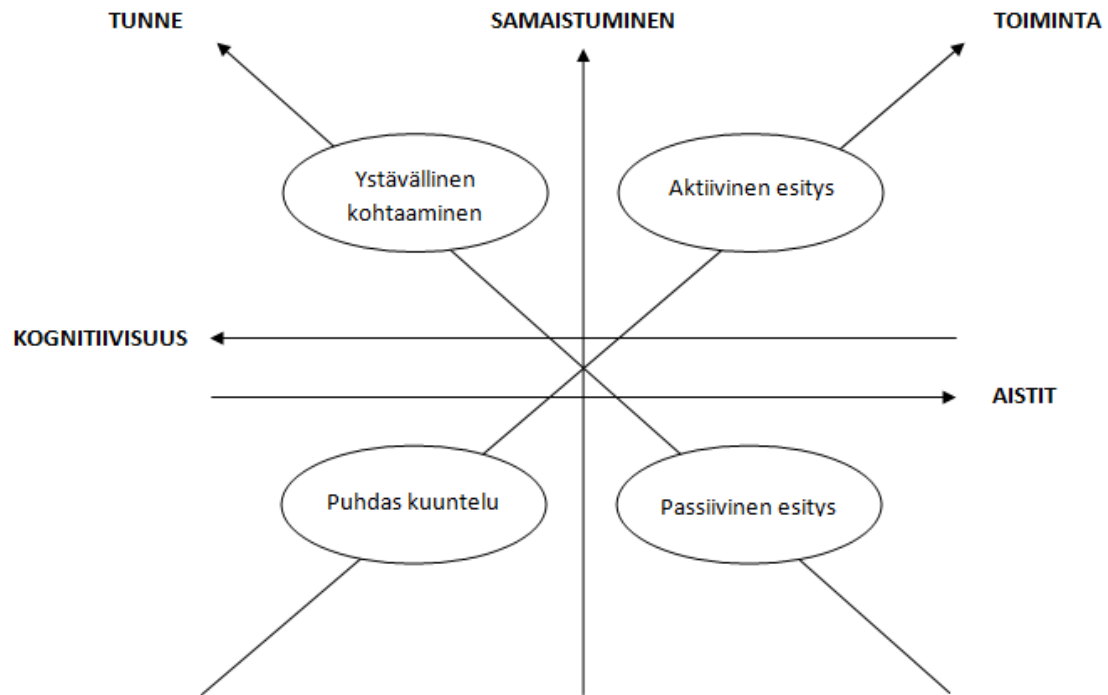 TUNNE
SAMAISTUMINEN
TOIMINTA
Ystävällinen
kohtaaminen
Aktiivinen esitys
KOGNITIIVISUUS
AISTIT
Puhdas kuuntelu
Passiivinen esitys